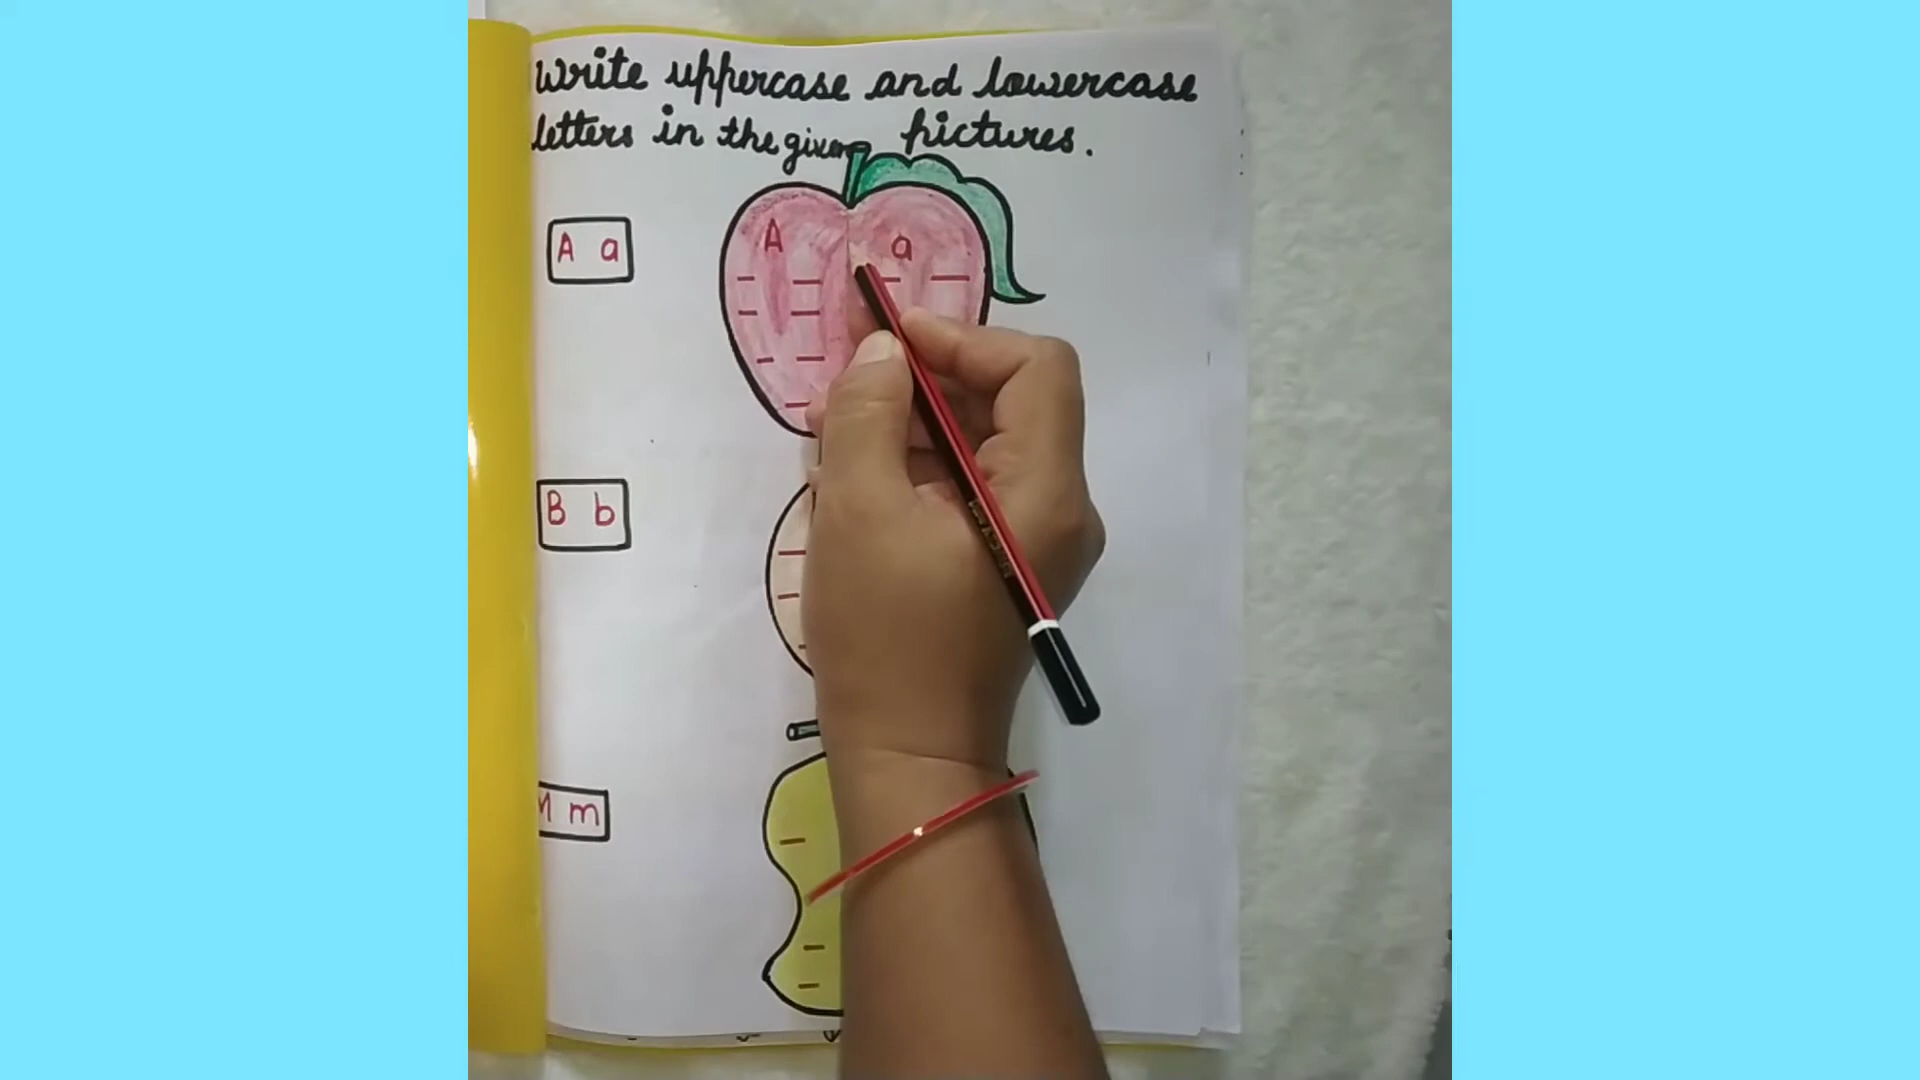 Write uppercase and lowercase
letters in the given pictures.
A a
A a
B b
M m